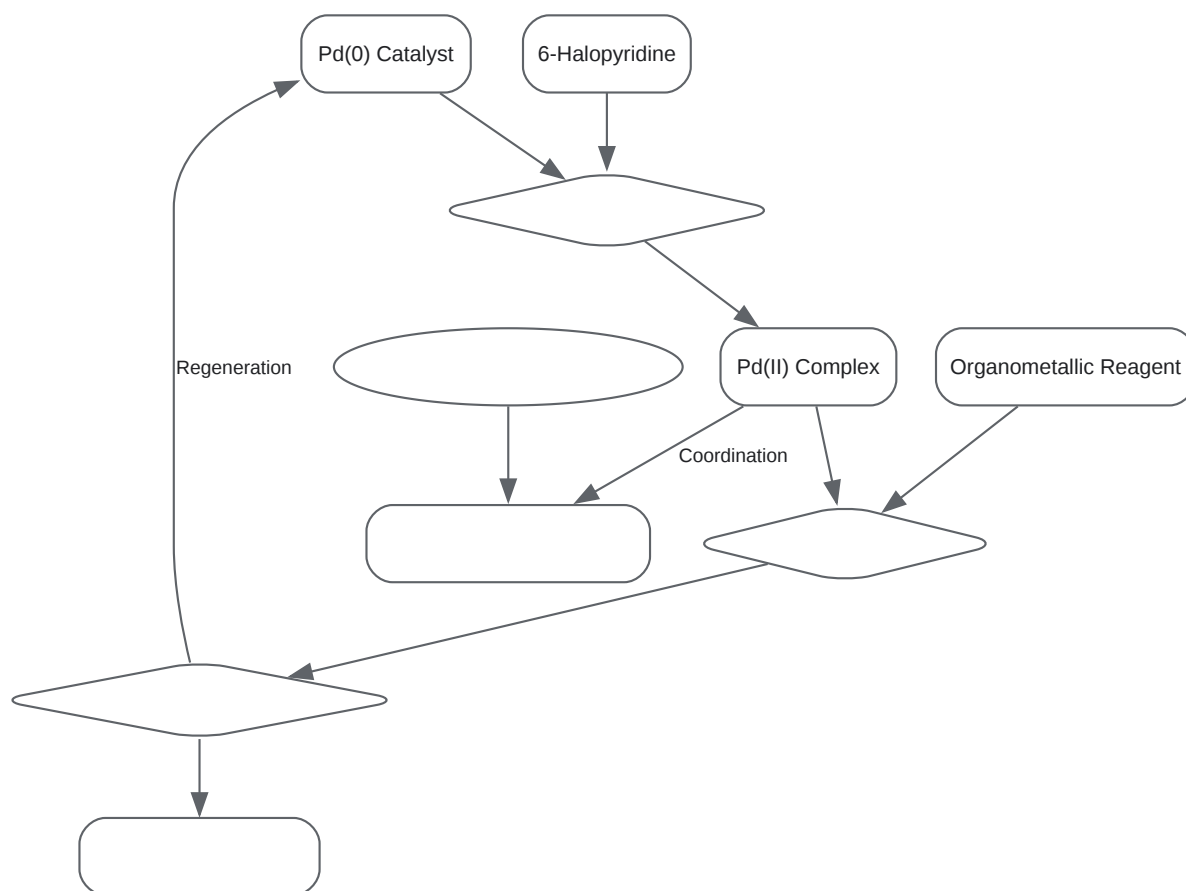 Pd(0) Catalyst
6-Halopyridine
Regeneration
Pd(II) Complex
Organometallic Reagent
Coordination